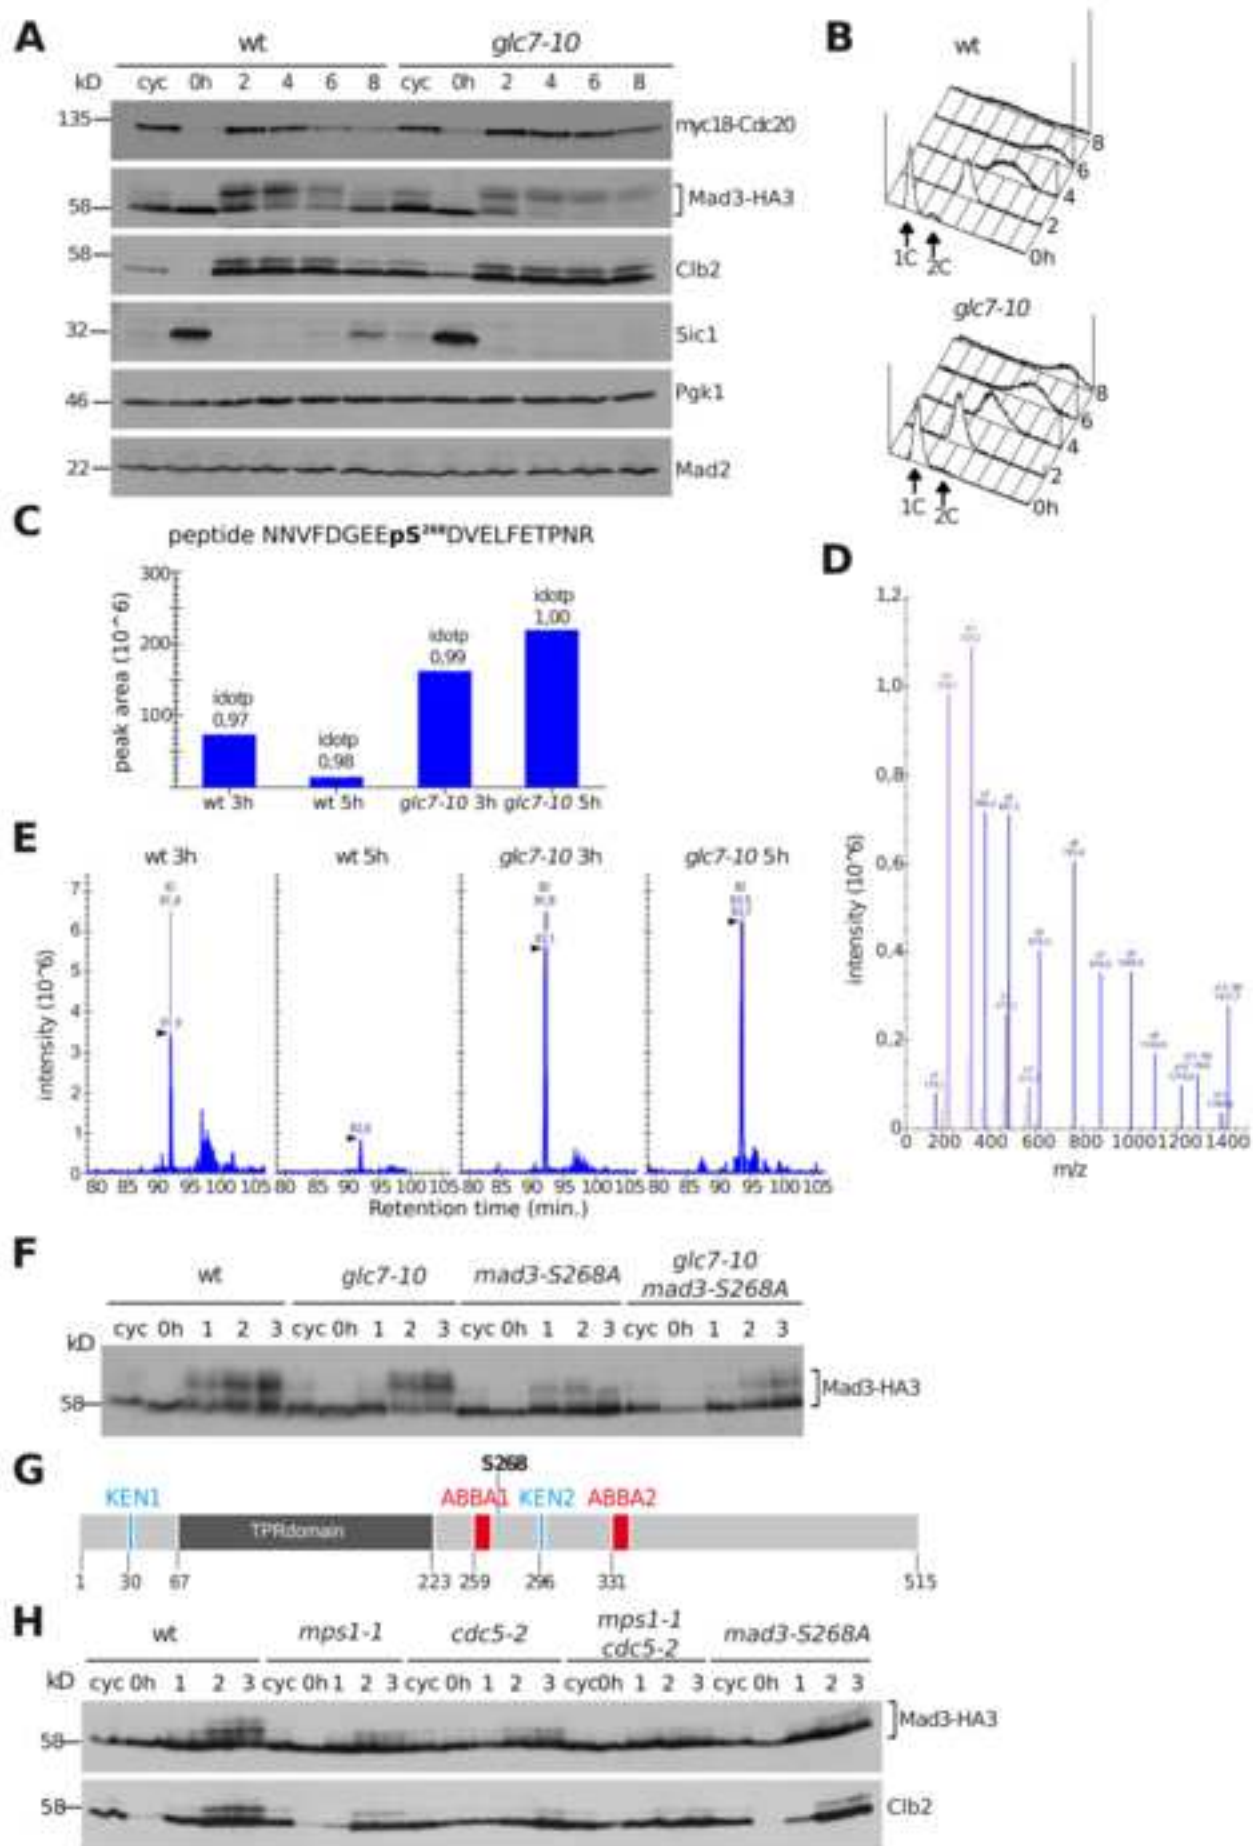 A
wt
glc7-10
kD
cyc 0h 2 4 6 8 cyc 0h 2 4 6 8
135
myc18-Cdc20
58
Mad3-HA3
58
Clb2
32
Sic1
46
Pgk1
22
Mad2
B
wt
8
6
4
2
0h
1C
2C
glc7-10
8
6
4
2
0h
1C
2C
C
peptide NNVFDGEEpS²⁶⁸DVELFETPNR
peak area (10^6)
300
200
100
idotp
0,97
idotp
0,98
idotp
0,99
idotp
1,00
wt 3h
wt 5h
glc7-10 3h
glc7-10 5h
D
intensity (10^6)
1,2
1,0
0,8
0,6
0,4
0,2
0
0 200 400 600 800 1000 1200 1400
m/z
E
wt 3h
wt 5h
glc7-10 3h
glc7-10 5h
intensity (10^6)
7
6
5
4
3
2
1
0
80 85 90 95 100 105 80 85 90 95 100 105 80 85 90 95 100 105 80 85 90 95 100 105
Retention time (min.)
F
wt
glc7-10
mad3-S268A
glc7-10
mad3-S268A
kD
cyc 0h 1 2 3 cyc 0h 1 2 3 cyc 0h 1 2 3 cyc 0h 1 2 3
58
Mad3-HA3
G
S268
KEN1
ABBA1
KEN2
ABBA2
TPRdomain
1 30 67 223 259 296 331 515
H
wt
mps1-1
cdc5-2
mps1-1
cdc5-2
mad3-S268A
kD
cyc 0h 1 2 3 cyc 0h 1 2 3 cyc 0h 1 2 3 cyc0h 1 2 3 cyc 0h 1 2 3
58
Mad3-HA3
58
Clb2